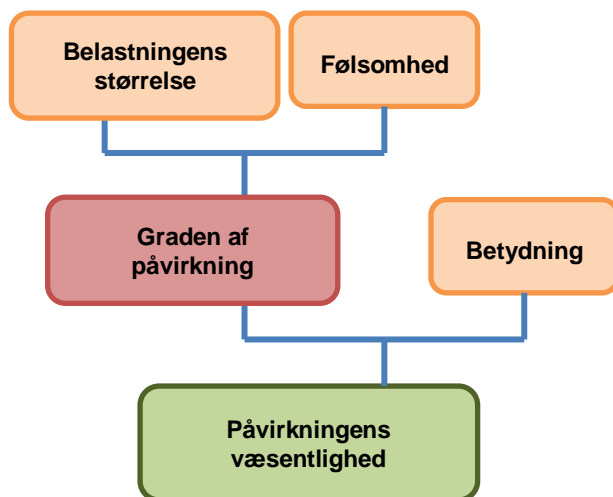 Belastningens
størrelse
Følsomhed
Graden af
påvirkning
Betydning
Påvirkningens
væsentlighed